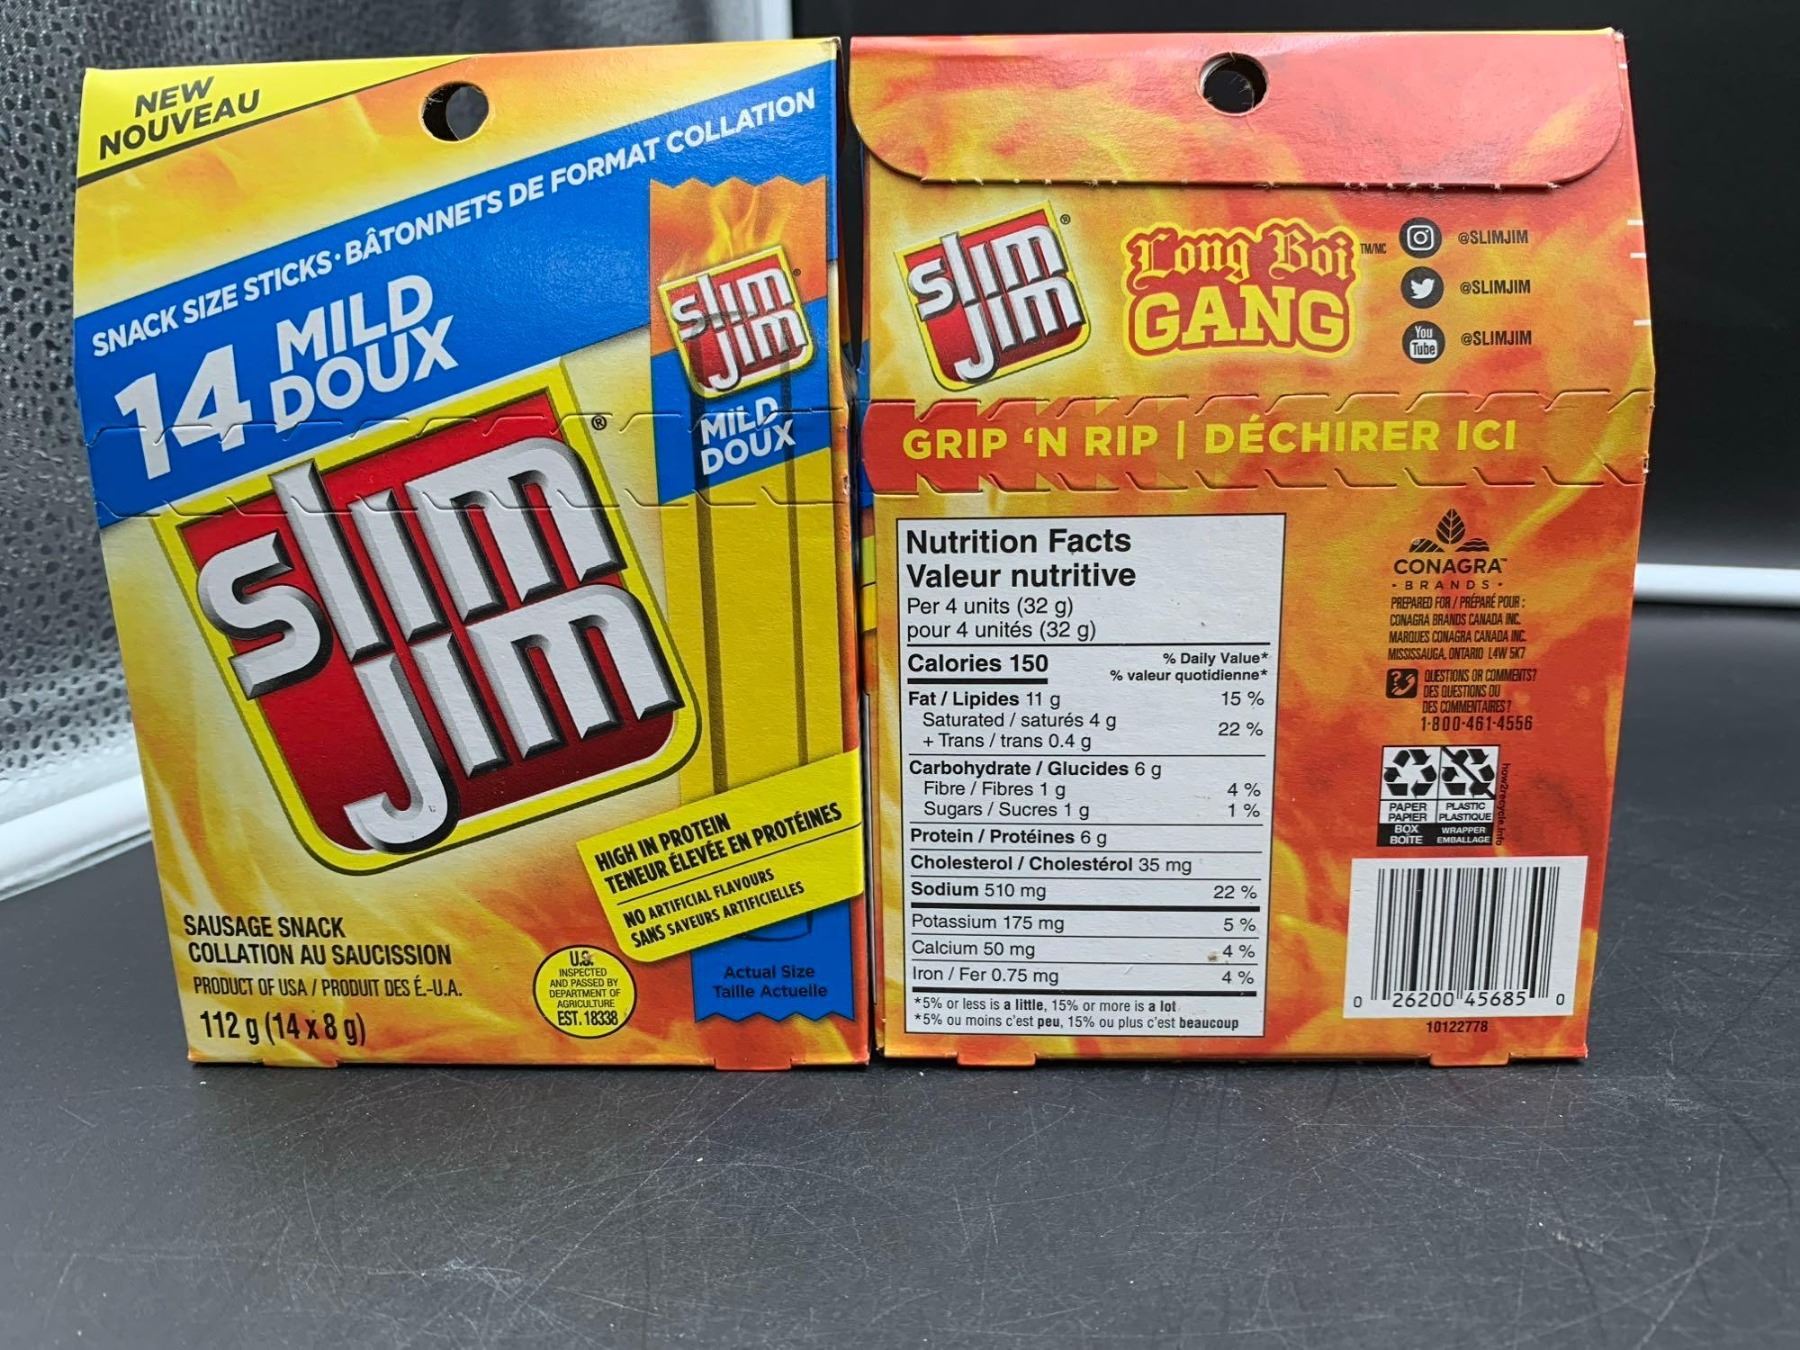 NEW
NOUVEAU
SNACK SIZE STICKS · BÂTONNETS DE FORMAT COLLATION
14 MILD
DOUX
slim
jim
®
MILD
DOUX
slim
jim
®
HIGH IN PROTEIN
TENEUR ÉLEVÉE EN PROTÉINES
NO ARTIFICIAL FLAVOURS
SANS SAVEURS ARTIFICIELLES
Actual Size
Taille Actuelle
SAUSAGE SNACK
COLLATION AU SAUCISSION
PRODUCT OF USA / PRODUIT DES É.-U.A.
112 g (14 x 8 g)
U.S.
INSPECTED
AND PASSED BY
DEPARTMENT OF
AGRICULTURE
EST. 18338
slim
jim
®
Long Boi
GANG
TM/MC
@SLIMJIM
@SLIMJIM
You
Tube
@SLIMJIM
GRIP ‘N RIP | DÉCHIRER ICI
Nutrition Facts
Valeur nutritive
Per 4 units (32 g)
pour 4 unités (32 g)
Calories 150
% Daily Value*
% valeur quotidienne*
Fat / Lipides 11 g 15 %
Saturated / saturés 4 g
+ Trans / trans 0.4 g 22 %
Carbohydrate / Glucides 6 g
Fibre / Fibres 1 g 4 %
Sugars / Sucres 1 g 1 %
Protein / Protéines 6 g
Cholesterol / Cholestérol 35 mg
Sodium 510 mg 22 %
Potassium 175 mg 5 %
Calcium 50 mg 4 %
Iron / Fer 0.75 mg 4 %
*5% or less is a little, 15% or more is a lot
*5% ou moins c'est peu, 15% ou plus c'est beaucoup
CONAGRA™
• BRANDS •
PREPARED FOR / PRÉPARÉ POUR :
CONAGRA BRANDS CANADA INC.
MARQUES CONAGRA CANADA INC.
MISSISSAUGA, ONTARIO L4W 5K7
QUESTIONS OR COMMENTS?
DES QUESTIONS OU
DES COMMENTAIRES ?
1-800-461-4556
PAPER
PAPIER
BOX
BOÎTE
PLASTIC
PLASTIQUE
WRAPPER
EMBALLAGE
how2recycle.info
0 26200 45685 0
10122778